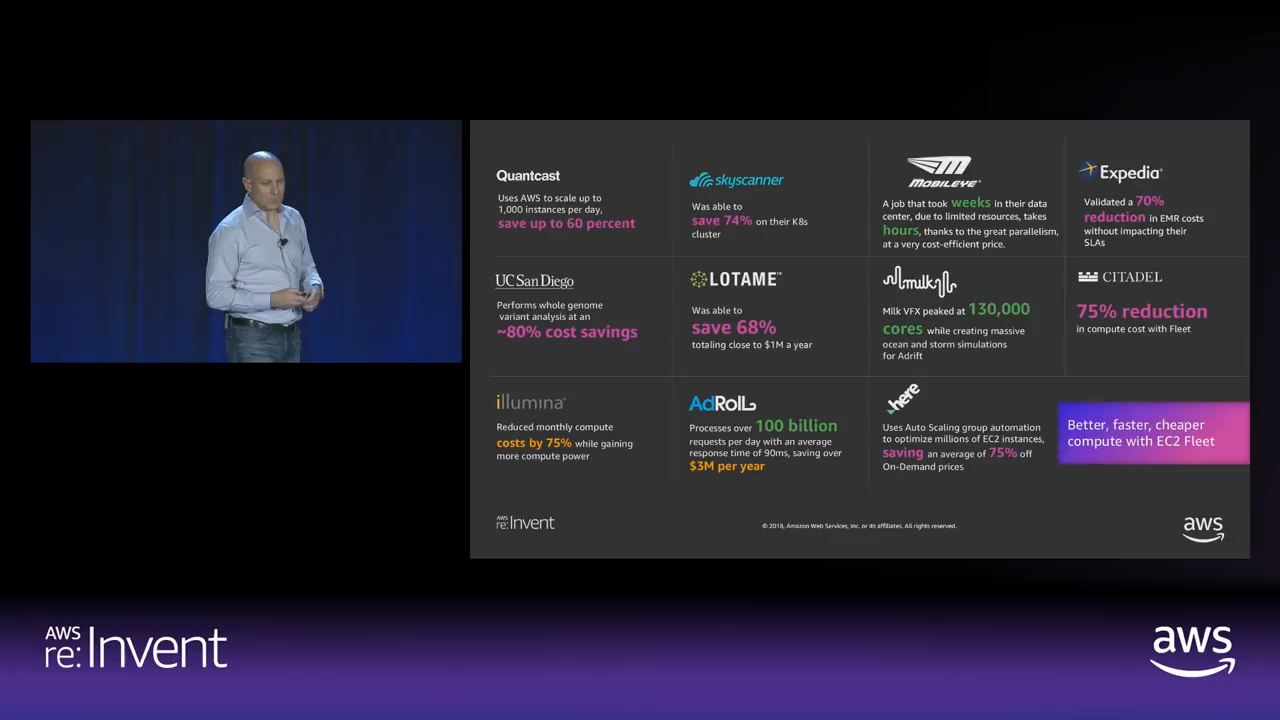 Quantcast
Uses AWS to scale up to
1,000 instances per day,
save up to 60 percent
skyscanner
Was able to
save 74% on their K8s
cluster
MOBILEYE®
A job that took weeks in their data
center, due to limited resources, takes
hours, thanks to the great parallelism,
at a very cost-efficient price.
Expedia®
Validated a 70%
reduction in EMR costs
without impacting their
SLAs
UC San Diego
Performs whole genome
variant analysis at an
~80% cost savings
LOTAME™
Was able to
save 68%
totaling close to $1M a year
milk
Milk VFX peaked at 130,000
cores while creating massive
ocean and storm simulations
for Adrift
CITADEL
75% reduction
in compute cost with Fleet
illumina®
Reduced monthly compute
costs by 75% while gaining
more compute power
AdRoll
Processes over 100 billion
requests per day with an average
response time of 90ms, saving over
$3M per year
here
Uses Auto Scaling group automation
to optimize millions of EC2 instances,
saving an average of 75% off
On-Demand prices
Better, faster, cheaper
compute with EC2 Fleet
AWS
re:Invent
© 2018, Amazon Web Services, Inc. or its affiliates. All rights reserved.
aws
AWS
re:Invent
aws